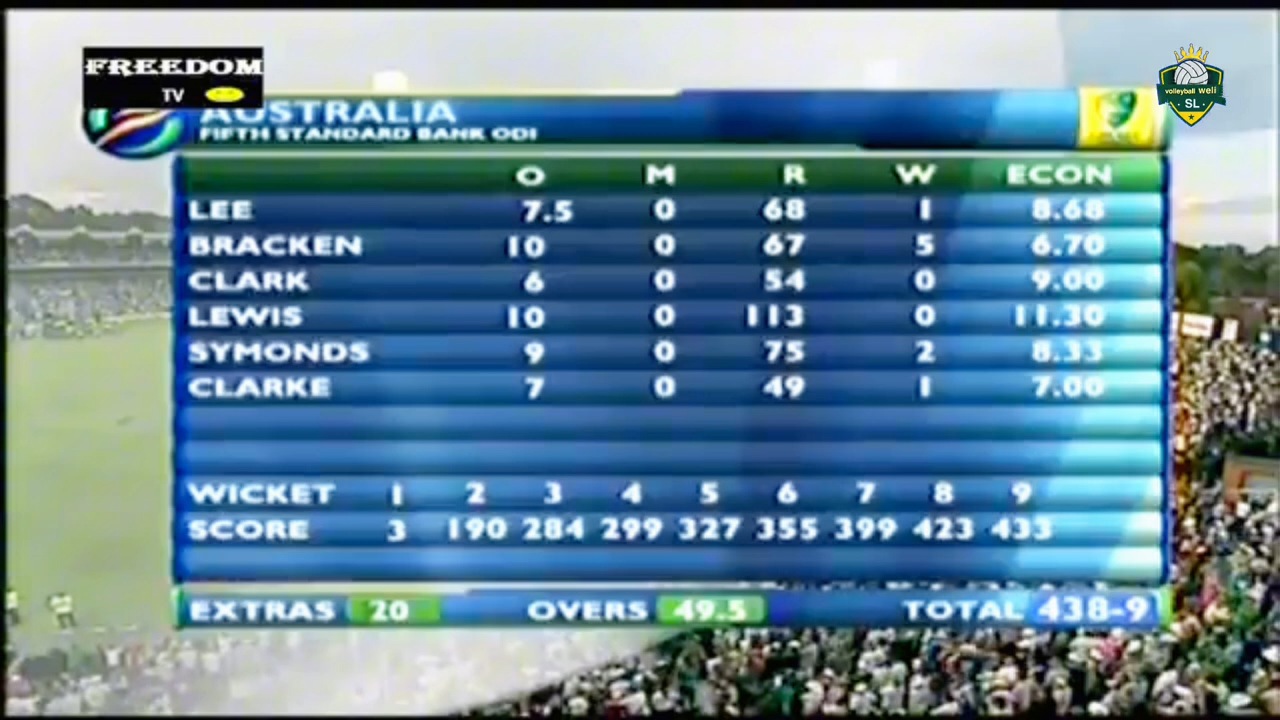 FREEDOM
TV
volleyball weli
SL
AUSTRALIA
FIFTH STANDARD BANK ODI
O M R W ECON
LEE 7.5 0 68 1 8.68
BRACKEN 10 0 67 5 6.70
CLARK 6 0 54 0 9.00
LEWIS 10 0 113 0 11.30
SYMONDS 9 0 75 2 8.33
CLARKE 7 0 49 1 7.00
WICKET 1 2 3 4 5 6 7 8 9
SCORE 3 190 284 299 327 355 399 423 433
EXTRAS 20 OVERS 49.5 TOTAL 438-9